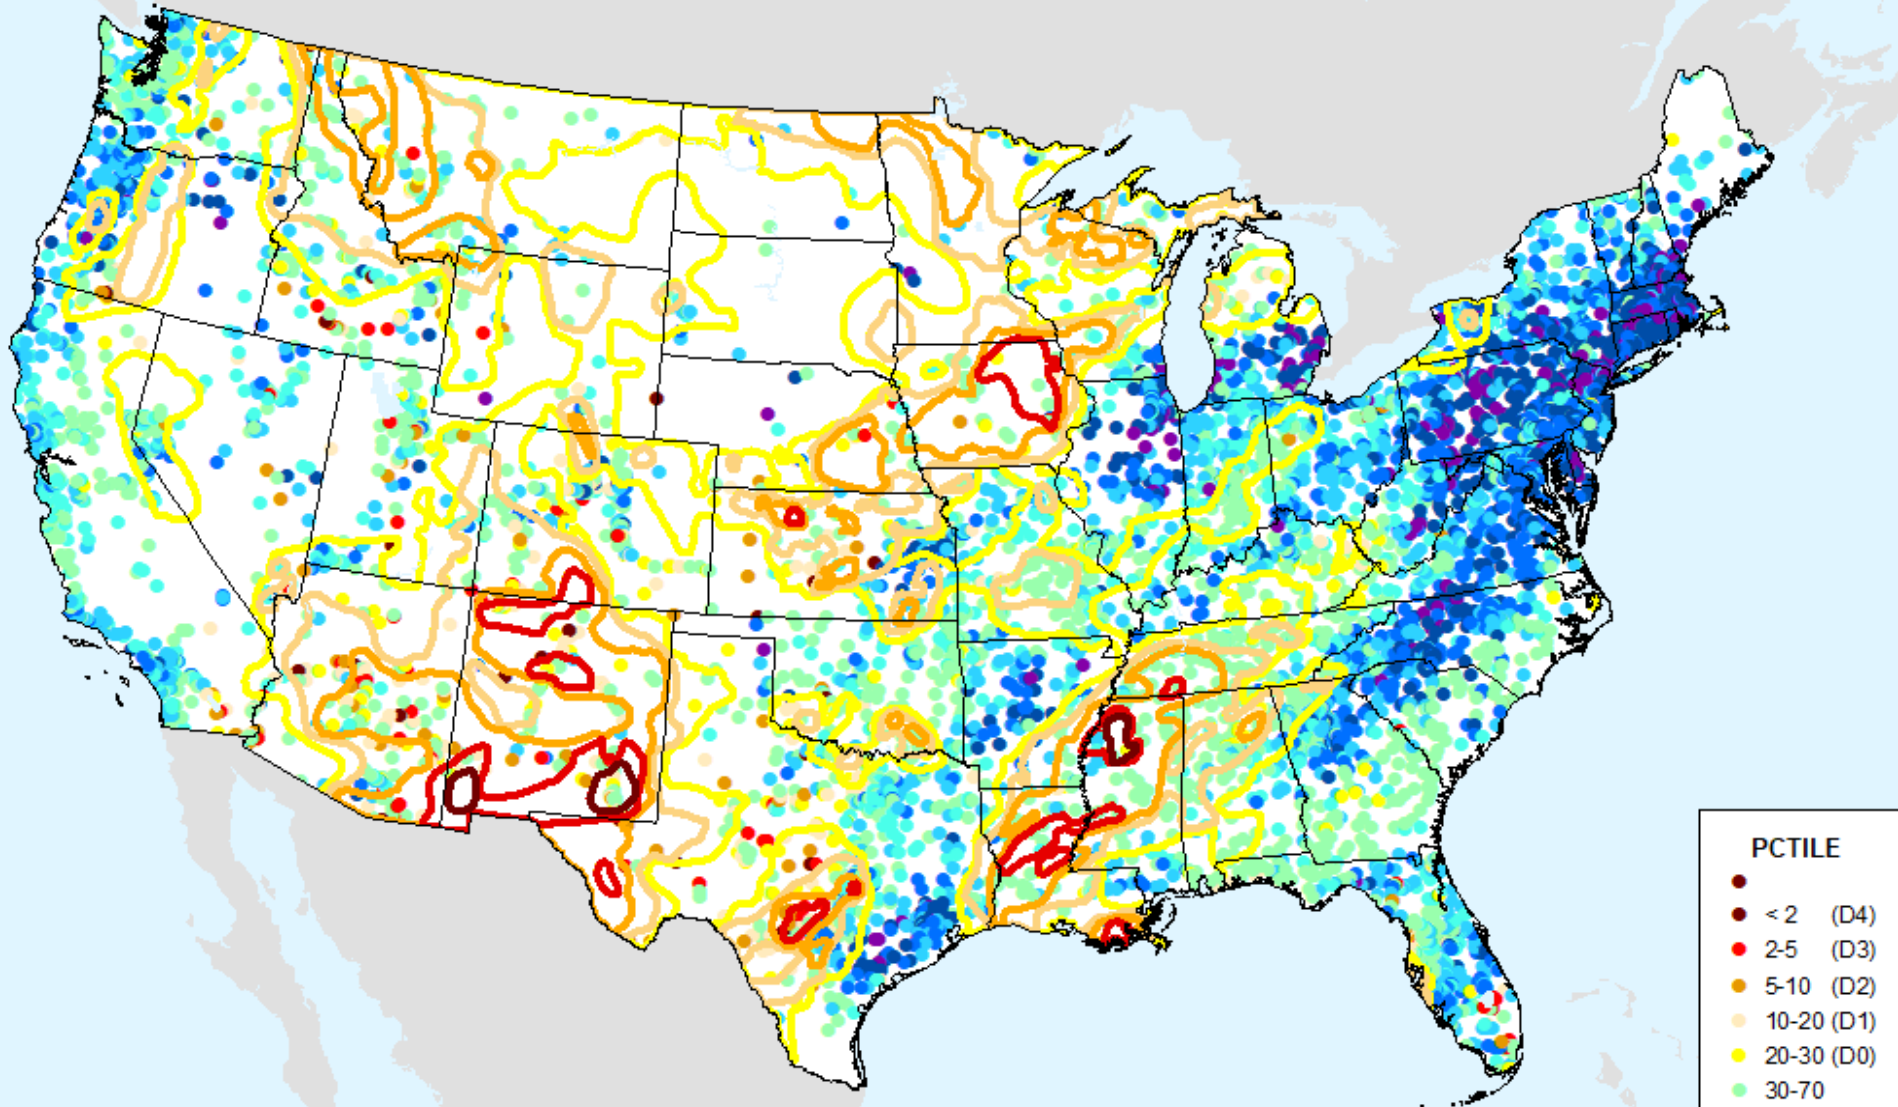 PCTILE
< 2 (D4)
2-5 (D3)
5-10 (D2)
10-20 (D1)
20-30 (D0)
30-70